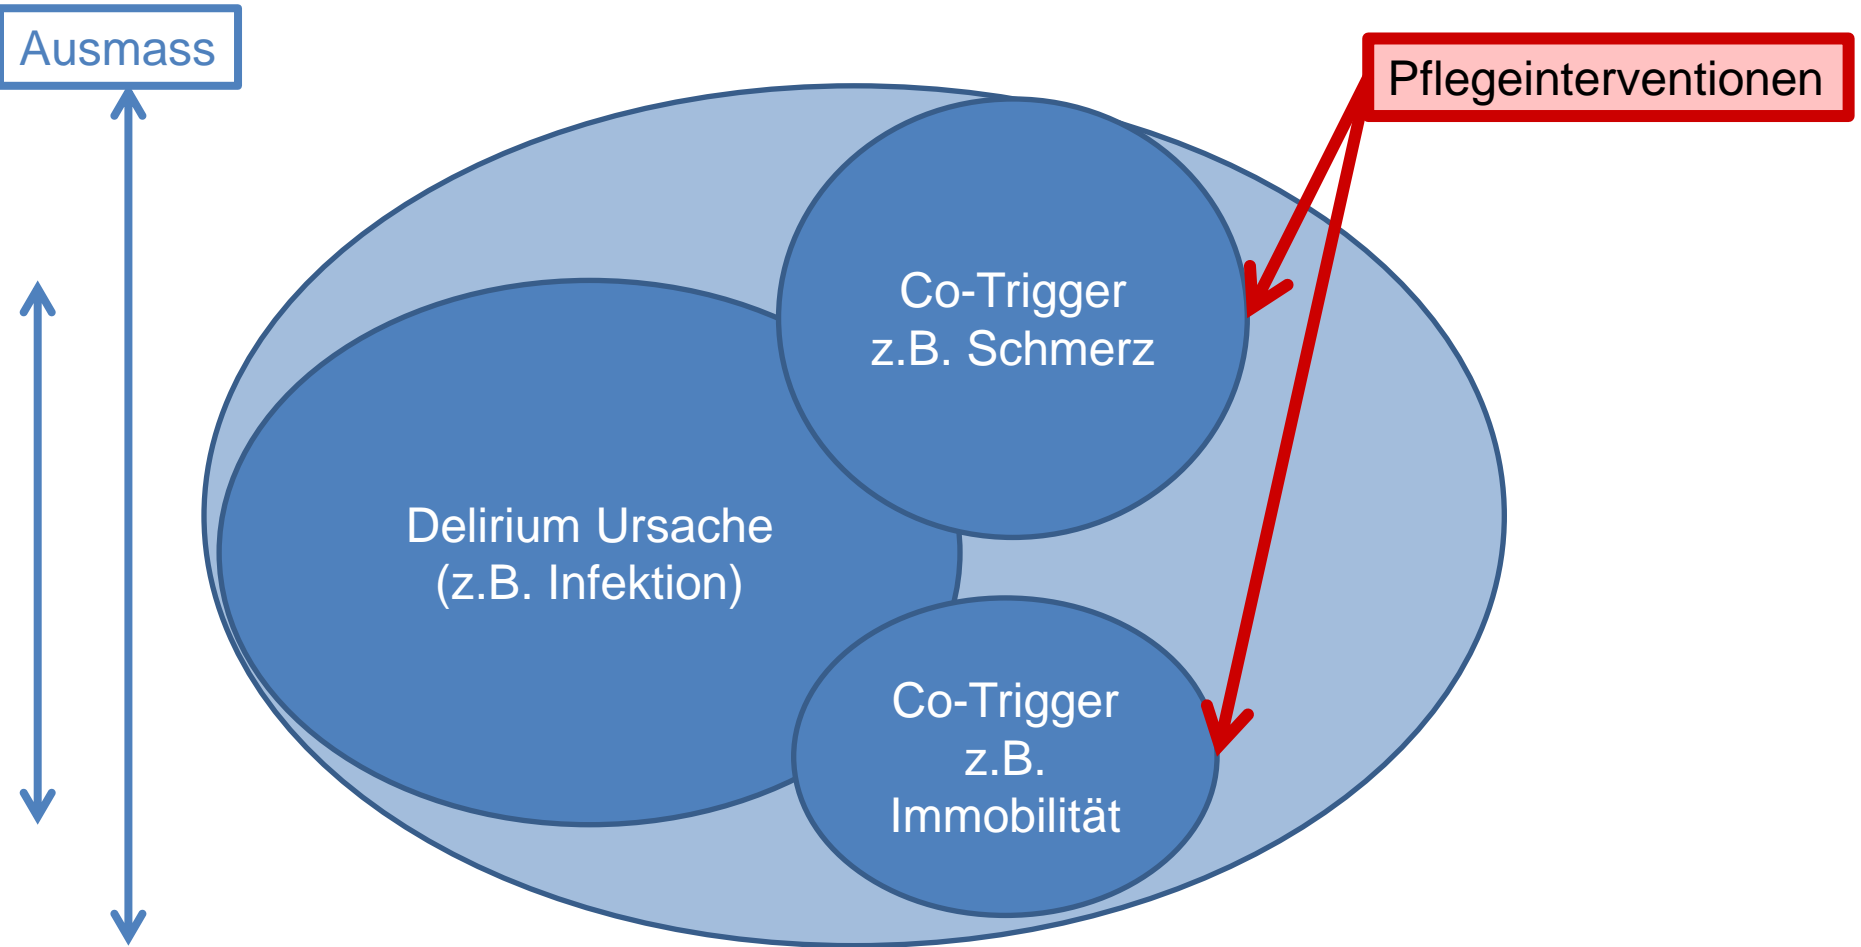 Ausmass
Pflegeinterventionen
Co-Trigger
z.B. Schmerz
Delirium Ursache
(z.B. Infektion)
Co-Trigger
z.B.
Immobilität